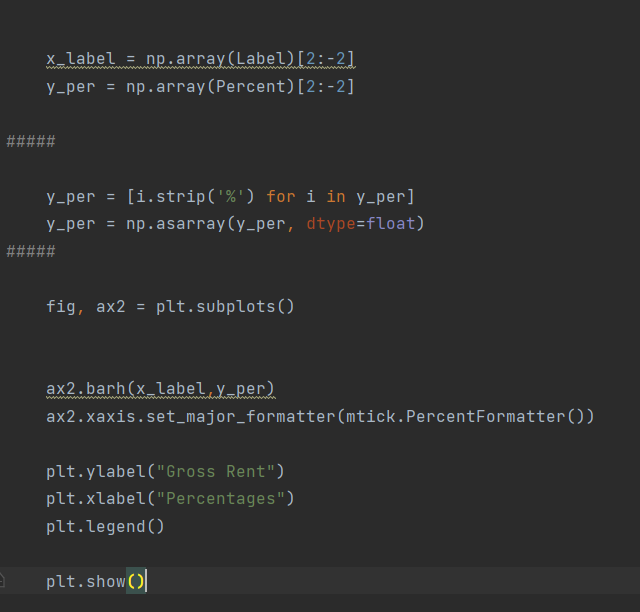 x_label = np.array(Label)[2:-2]
y_per = np.array(Percent)[2:-2]
#####
y_per = [i.strip('%') for i in y_per]
y_per = np.asarray(y_per, dtype=float)
#####
fig, ax2 = plt.subplots()
ax2.barh(x_label,y_per)
ax2.xaxis.set_major_formatter(mtick.PercentFormatter())
plt.ylabel("Gross Rent")
plt.xlabel("Percentages")
plt.legend()
plt.show()